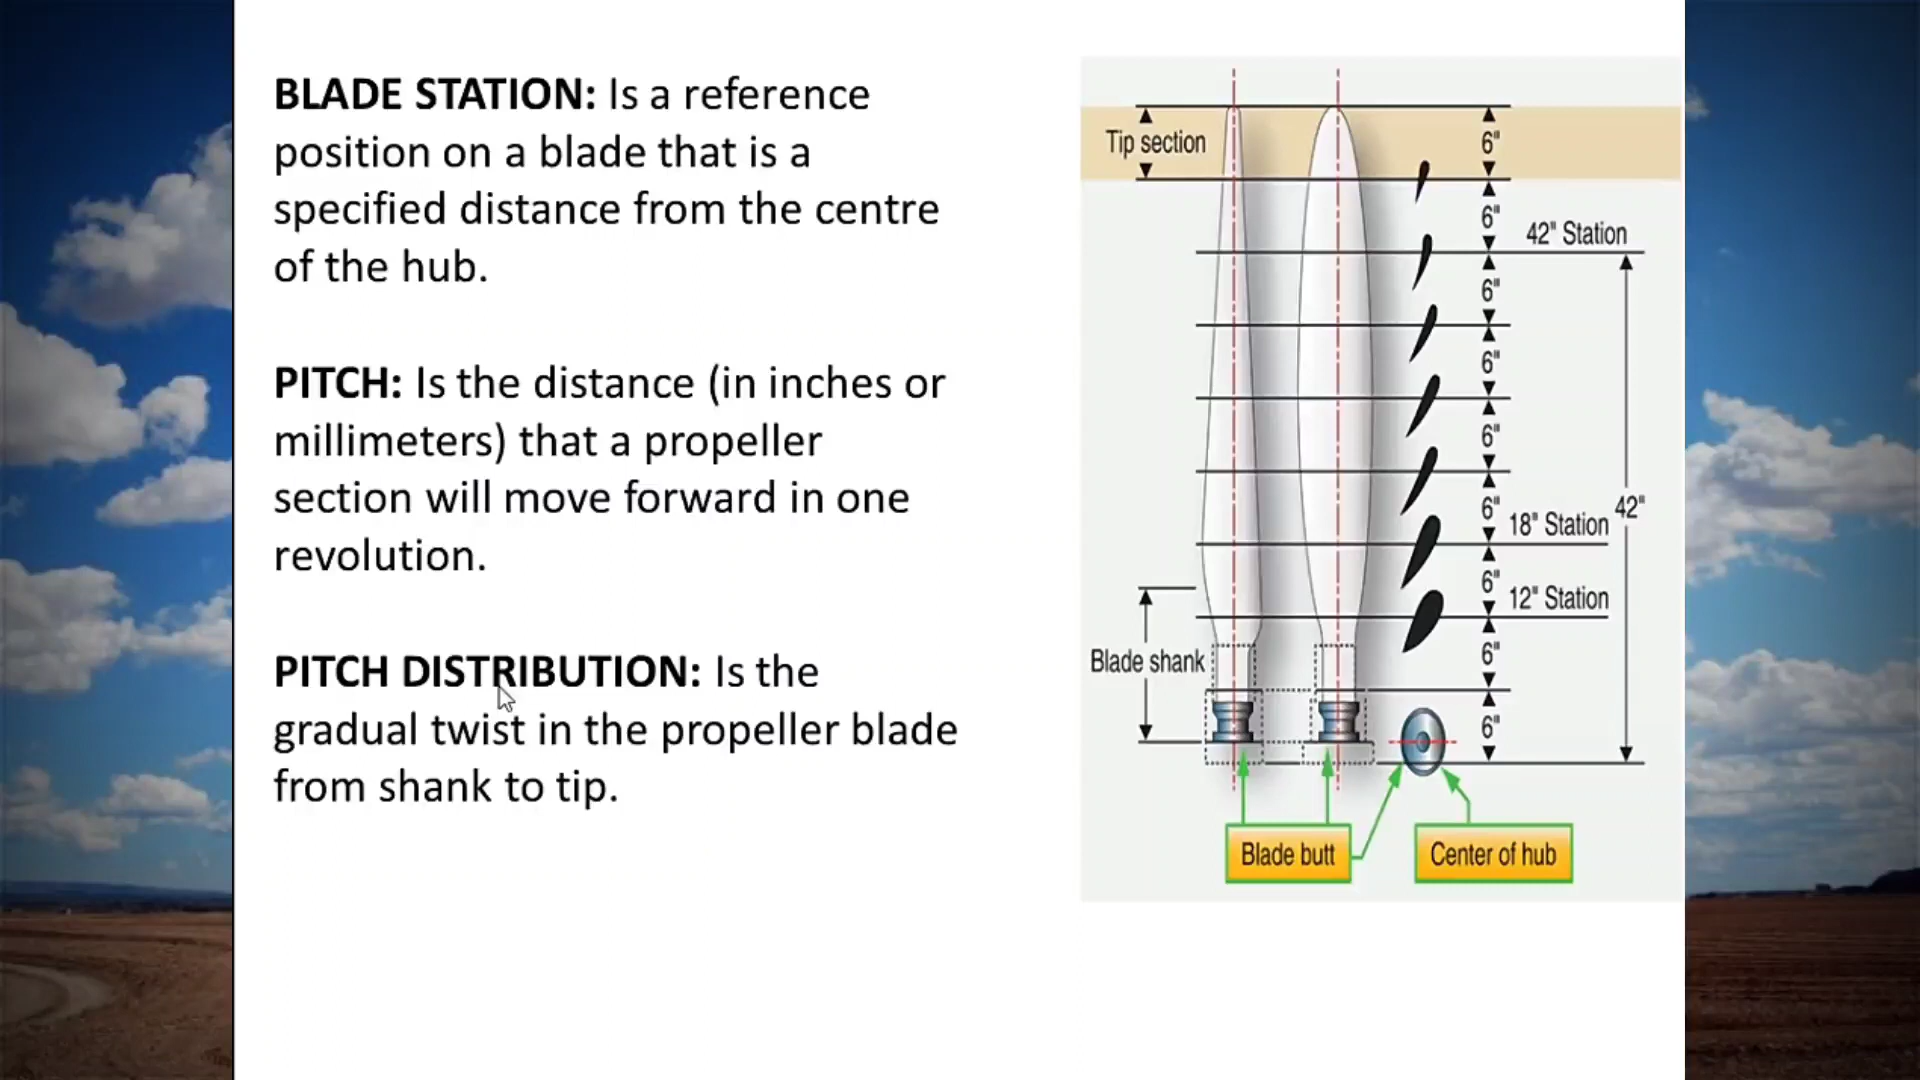 BLADE STATION: Is a reference
position on a blade that is a
specified distance from the centre
of the hub.
PITCH: Is the distance (in inches or
millimeters) that a propeller
section will move forward in one
revolution.
PITCH DISTRIBUTION: Is the
gradual twist in the propeller blade
from shank to tip.
Tip section
6"
6"
42" Station
6"
6"
6"
6"
42"
18" Station
6"
12" Station
6"
Blade shank
6"
Blade butt
Center of hub